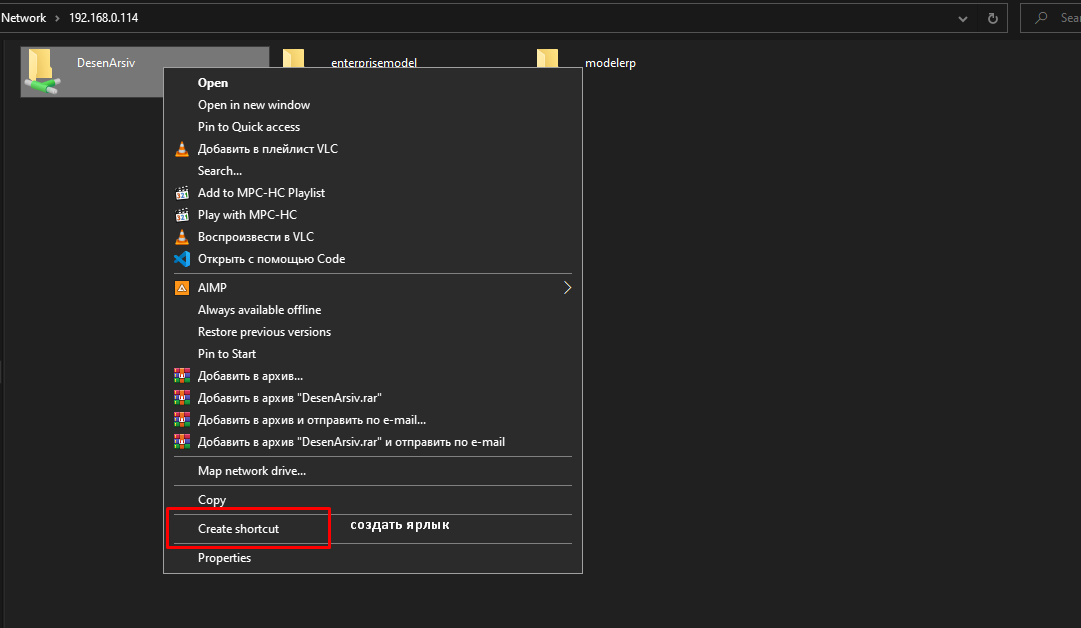 Network > 192.168.0.114
Sear
DesenArsiv
enterprisemodel
modelerp
Open
Open in new window
Pin to Quick access
Добавить в плейлист VLC
Search...
Add to MPC-HC Playlist
Play with MPC-HC
Воспроизвести в VLC
Открыть с помощью Code
AIMP
Always available offline
Restore previous versions
Pin to Start
Добавить в архив...
Добавить в архив "DesenArsiv.rar"
Добавить в архив и отправить по e-mail...
Добавить в архив "DesenArsiv.rar" и отправить по e-mail
Map network drive...
Copy
Create shortcut
создать ярлык
Properties